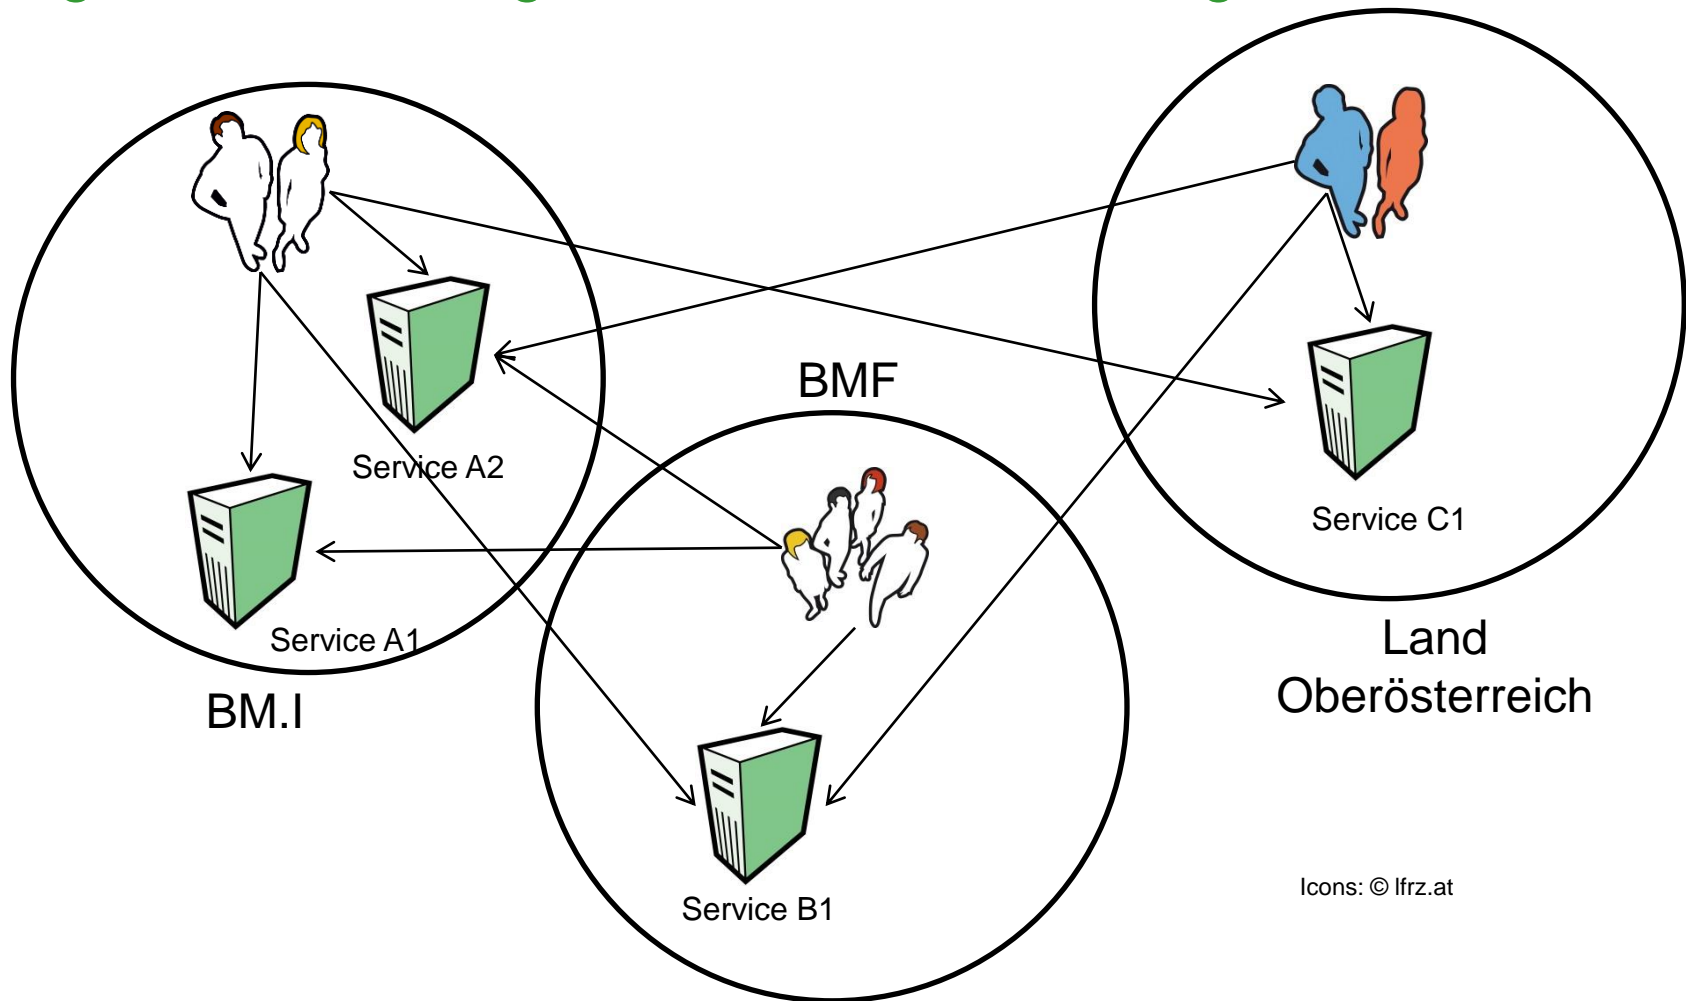 BMF
Service A2
Service C1
Service A1
Land
Oberösterreich
BM.I
Icons: © lfrz.at
Service B1